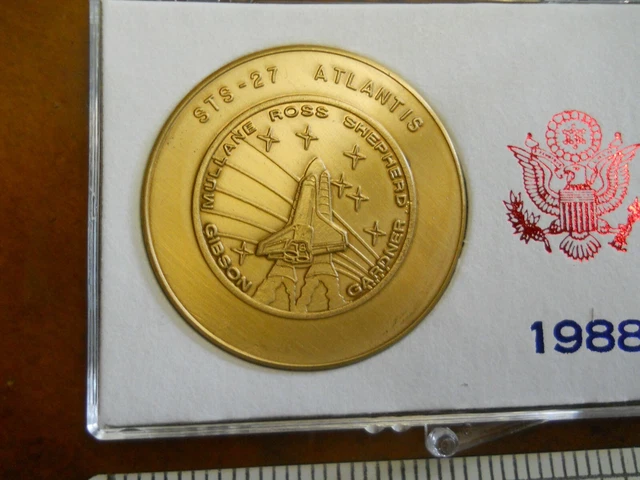 STS-27 ATLANTIS
GIBSON MULLANE ROSS SHEPHERD GARDNER
1988